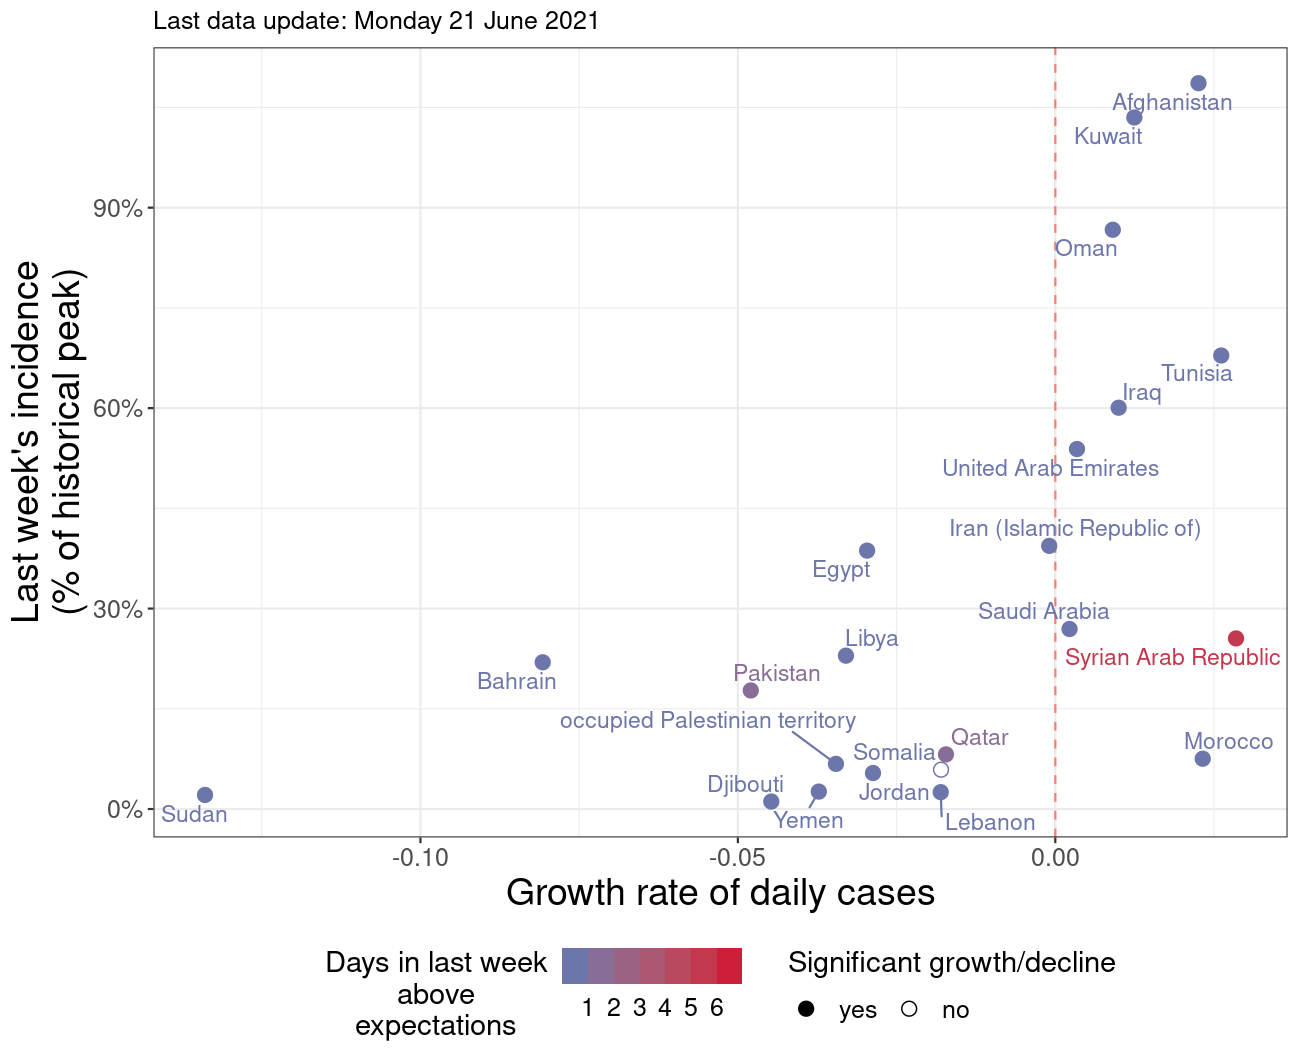 Last data update: Monday 21 June 2021
Last week's incidence
(% of historical peak)
90%
60%
30%
0%
Afghanistan
Kuwait
Oman
Tunisia
Iraq
United Arab Emirates
Iran (Islamic Republic of)
Egypt
Saudi Arabia
Libya
Syrian Arab Republic
Pakistan
Bahrain
occupied Palestinian territory
Qatar
Morocco
Somalia
Djibouti
Jordan
Sudan
Yemen
Lebanon
-0.10
-0.05
0.00
Growth rate of daily cases
Days in last week
above
expectations
1 2 3 4 5 6
Significant growth/decline
yes
no